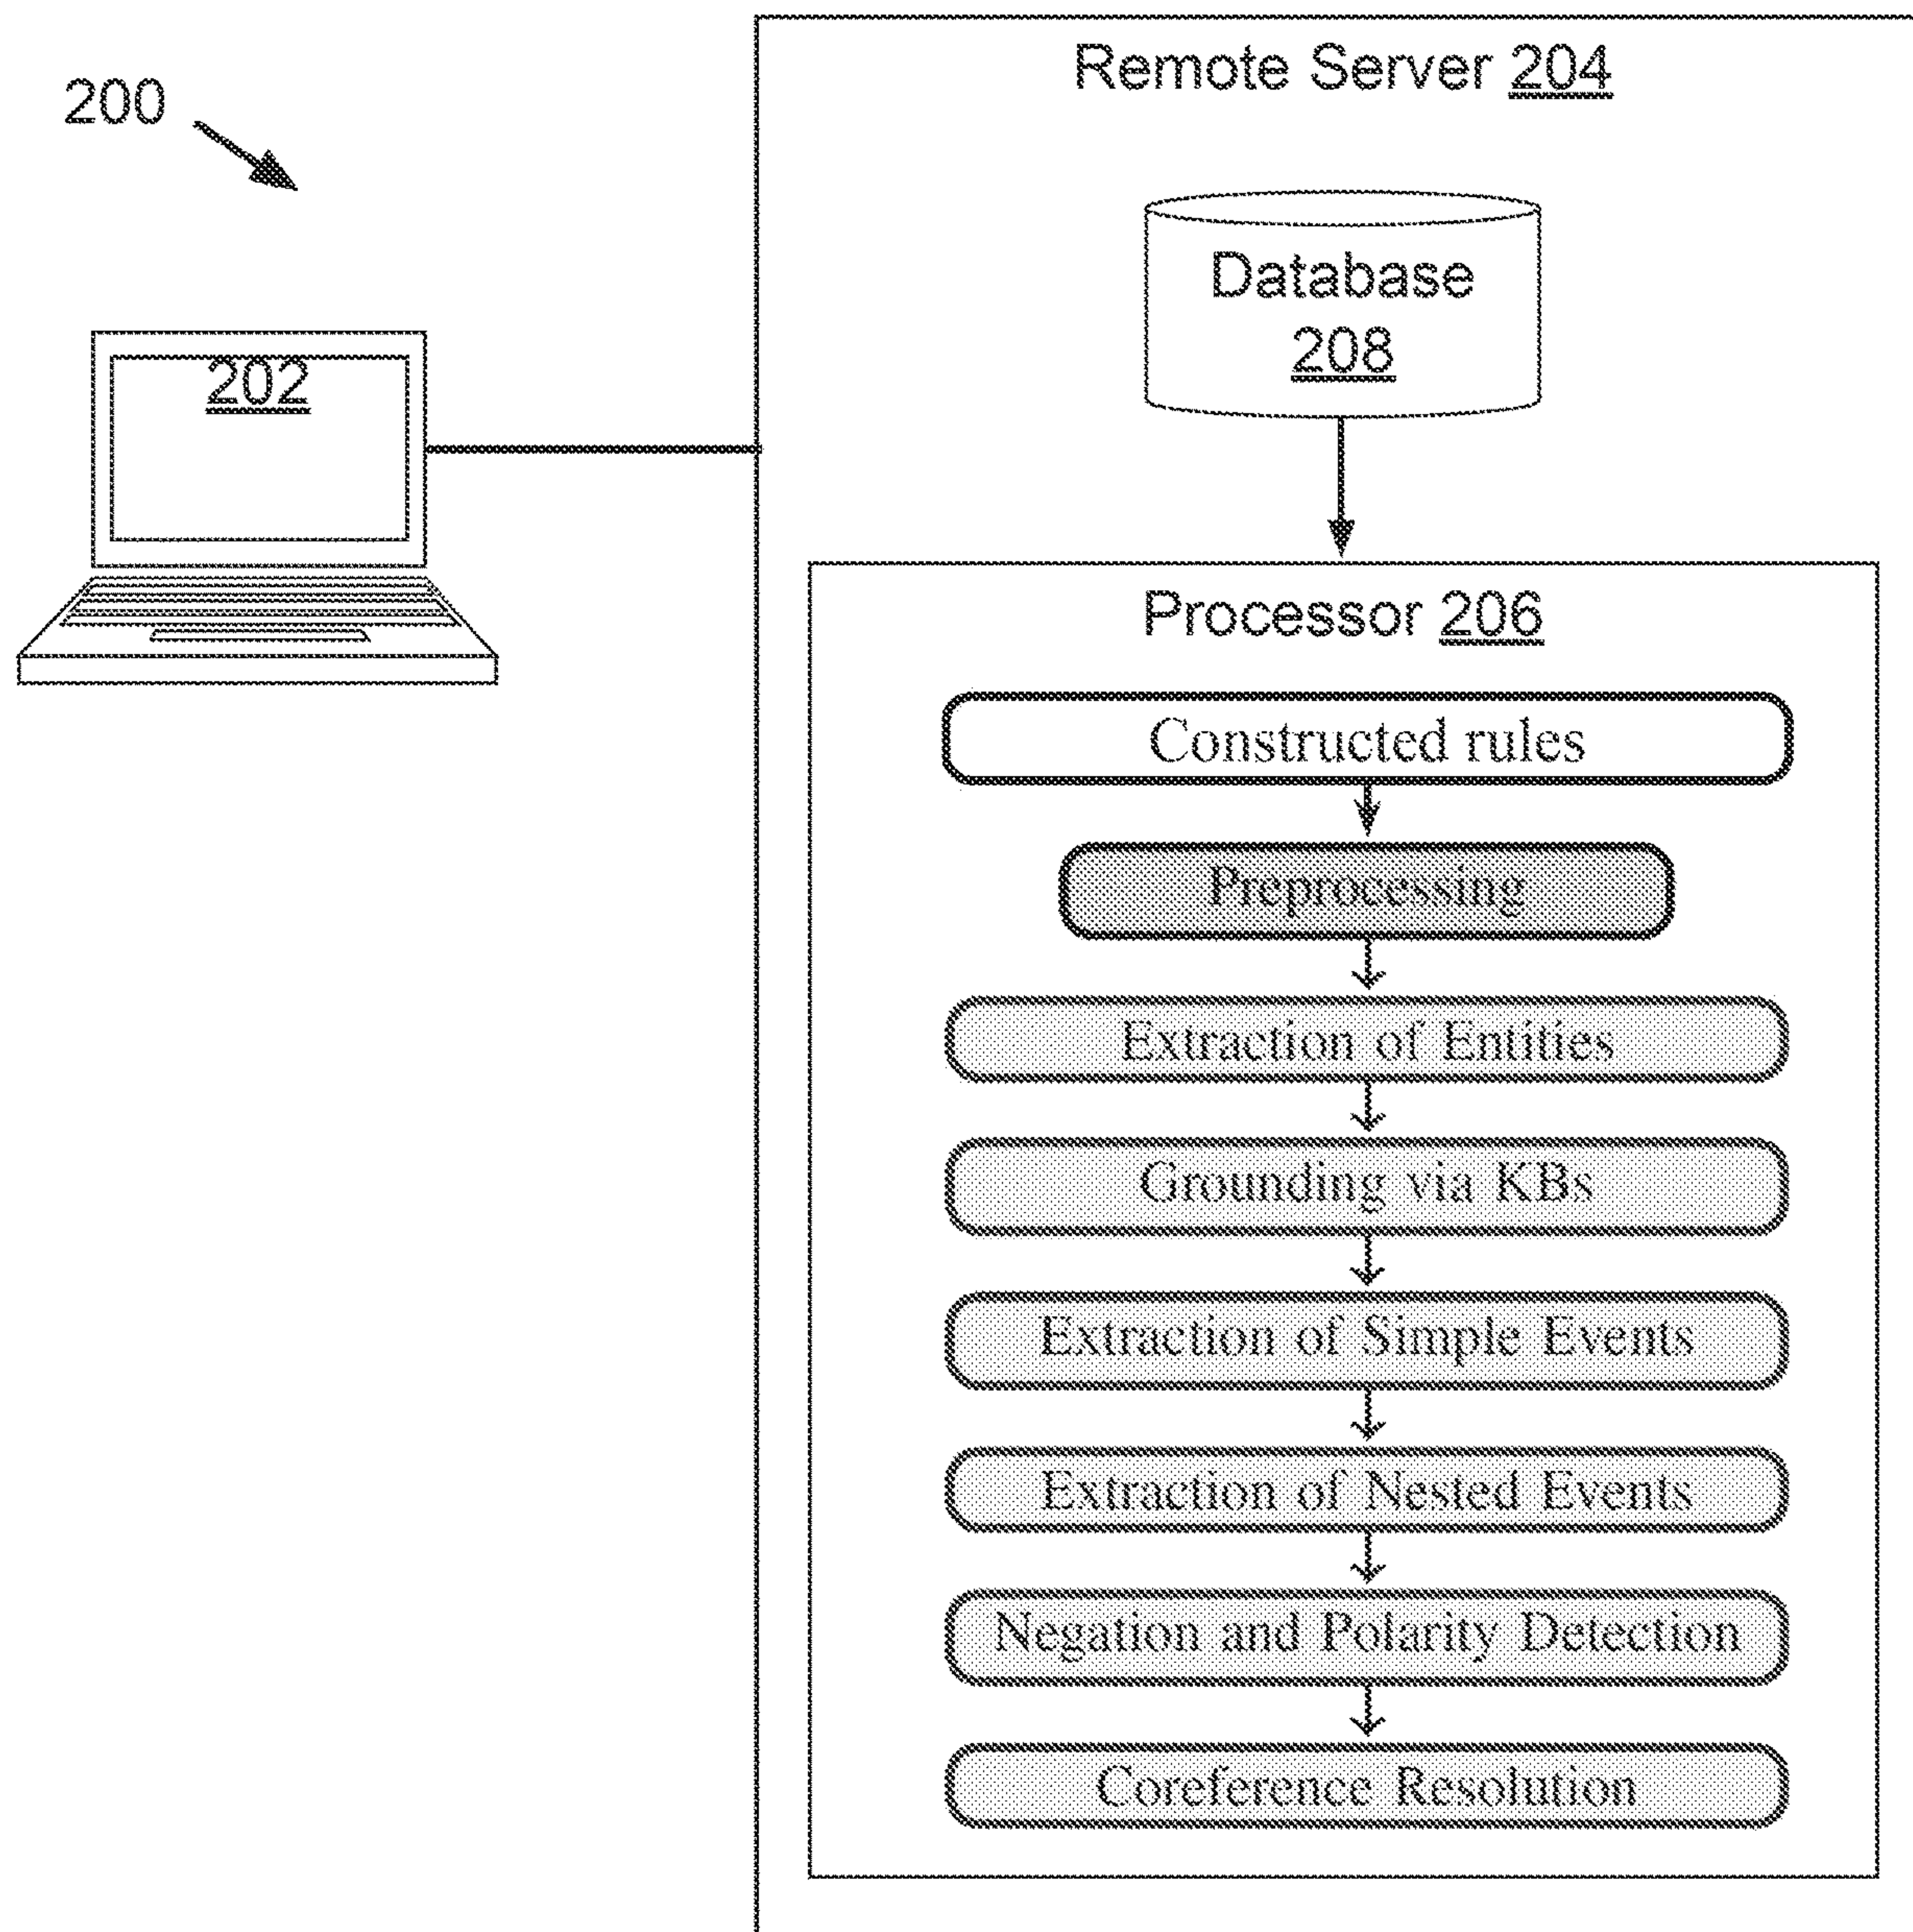 200
Remote Server 204
Database
208
202
Processor 206
Constructed rules
Preprocessing
Extraction of Entities
Grounding via KBs
Extraction of Simple Events
Extraction of Nested Events
Negation and Polarity Detection
Coreference Resolution